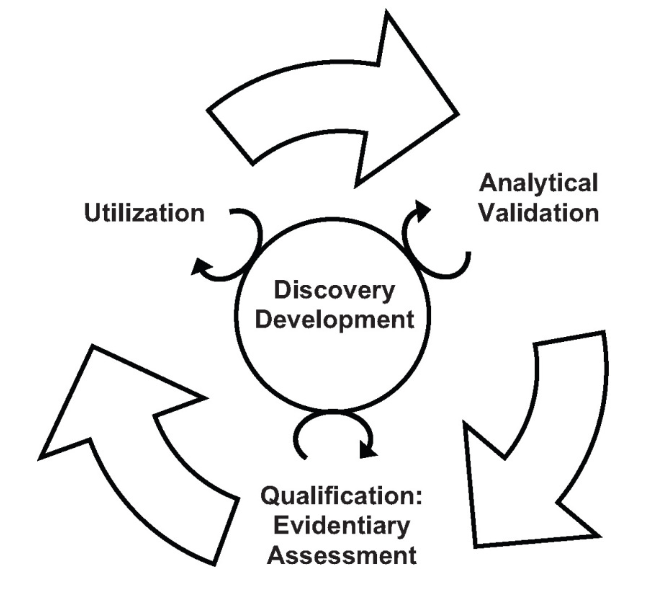 Utilization
Analytical
Validation
Discovery
Development
Qualification:
Evidentiary
Assessment